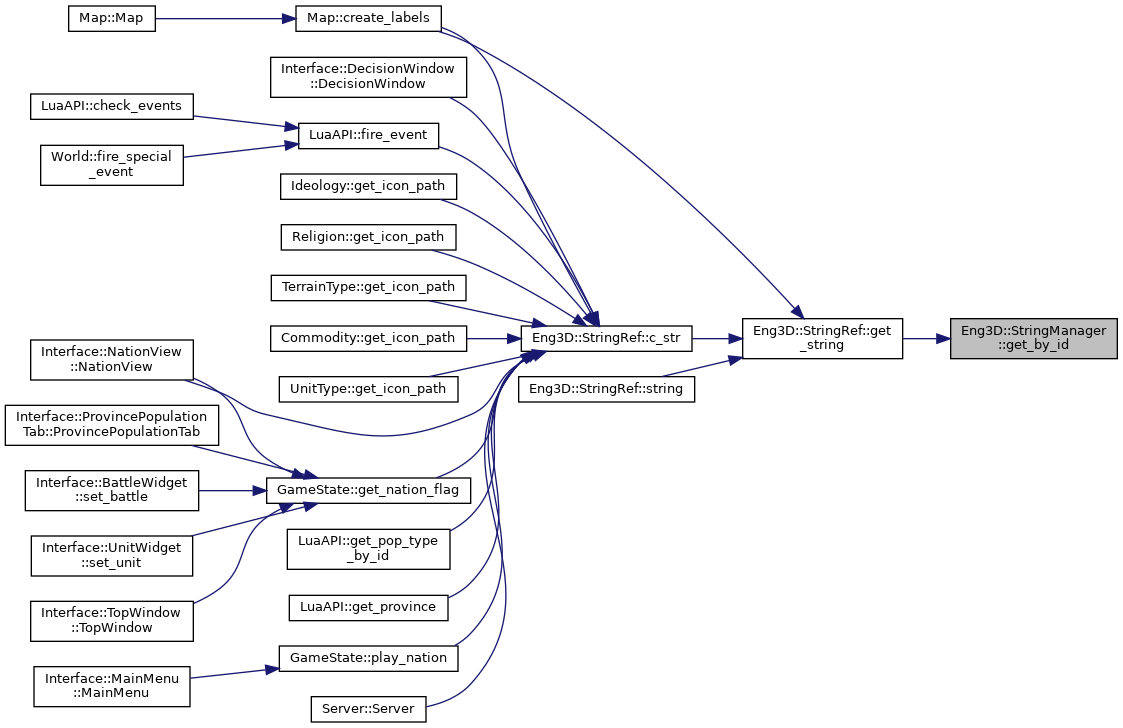 Map::Map
Map::create_labels
Interface::DecisionWindow
::DecisionWindow
LuaAPI::check_events
LuaAPI::fire_event
World::fire_special
_event
Ideology::get_icon_path
Religion::get_icon_path
TerrainType::get_icon_path
Commodity::get_icon_path
Eng3D::StringRef::c_str
Eng3D::StringRef::get
_string
Eng3D::StringManager
::get_by_id
Interface::NationView
::NationView
UnitType::get_icon_path
Eng3D::StringRef::string
Interface::ProvincePopulation
Tab::ProvincePopulationTab
Interface::BattleWidget
::set_battle
GameState::get_nation_flag
Interface::UnitWidget
::set_unit
LuaAPI::get_pop_type
_by_id
Interface::TopWindow
::TopWindow
LuaAPI::get_province
GameState::play_nation
Interface::MainMenu
::MainMenu
Server::Server